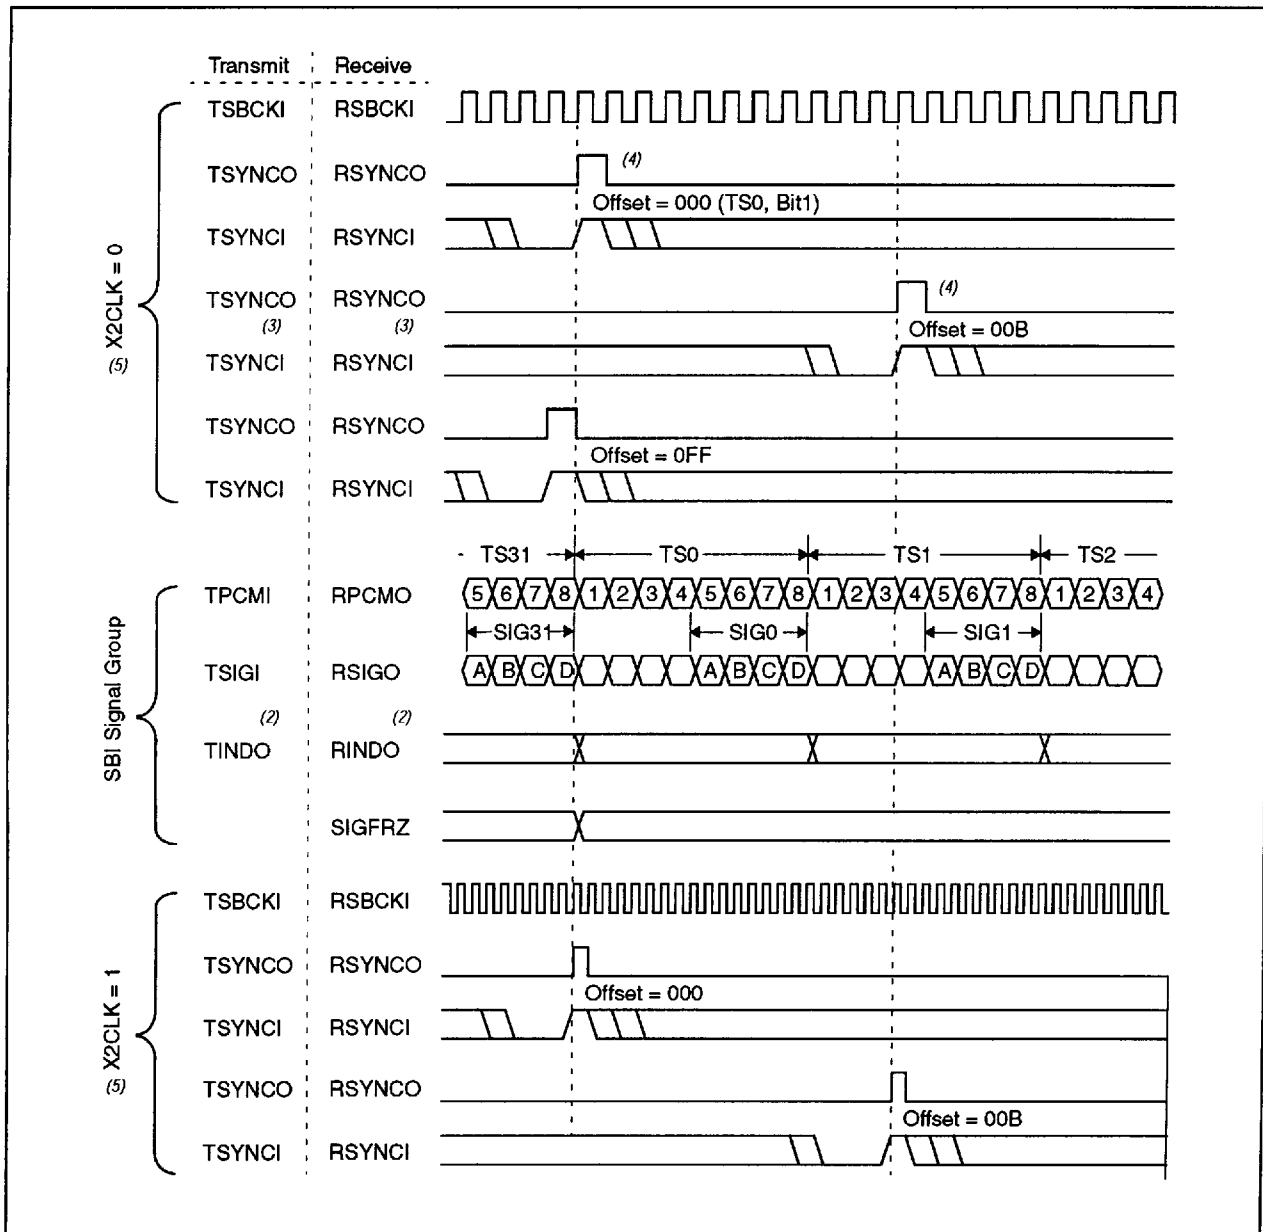 Transmit Receive
TSBCKI RSBCKI
TSYNCO RSYNCO (4)
Offset = 000 (TS0, Bit1)
TSYNCI RSYNCI
TSYNCO RSYNCO (4)
(3) (3) Offset = 00B
TSYNCI RSYNCI
TSYNCO RSYNCO
Offset = 0FF
TSYNCI RSYNCI
(5) X2CLK = 0
TS31 TS0 TS1 TS2
TPCMI RPCMO 5 6 7 8 1 2 3 4 5 6 7 8 1 2 3 4 5 6 7 8 1 2 3 4
SIG31 SIG0 SIG1
TSIGI RSIGO A B C D A B C D A B C D
(2) (2)
TINDO RINDO
SIGFRZ
SBI Signal Group
TSBCKI RSBCKI
TSYNCO RSYNCO
Offset = 000
TSYNCI RSYNCI
TSYNCO RSYNCO
Offset = 00B
TSYNCI RSYNCI
(5) X2CLK = 1